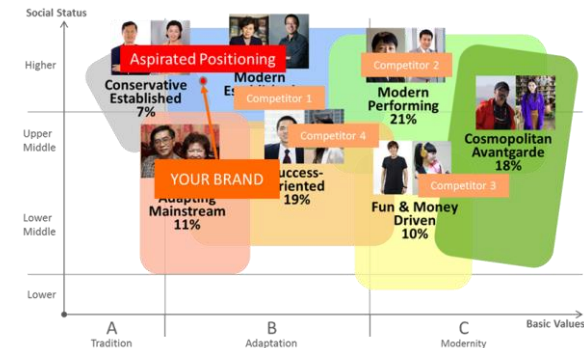 Social Status
Higher
Upper
Middle
Lower
Middle
Lower
Aspirated Positioning
Conservative
Established
7%
Modern
Competitor 1
Competitor 2
Modern
Performing
21%
Cosmopolitan
Avantgarde
18%
Competitor 4
19%
YOUR BRAND
Adapting
Mainstream
11%
Competitor 3
Fun & Money
Driven
10%
A
B
C
Basic Values
Tradition
Adaptation
Modernity